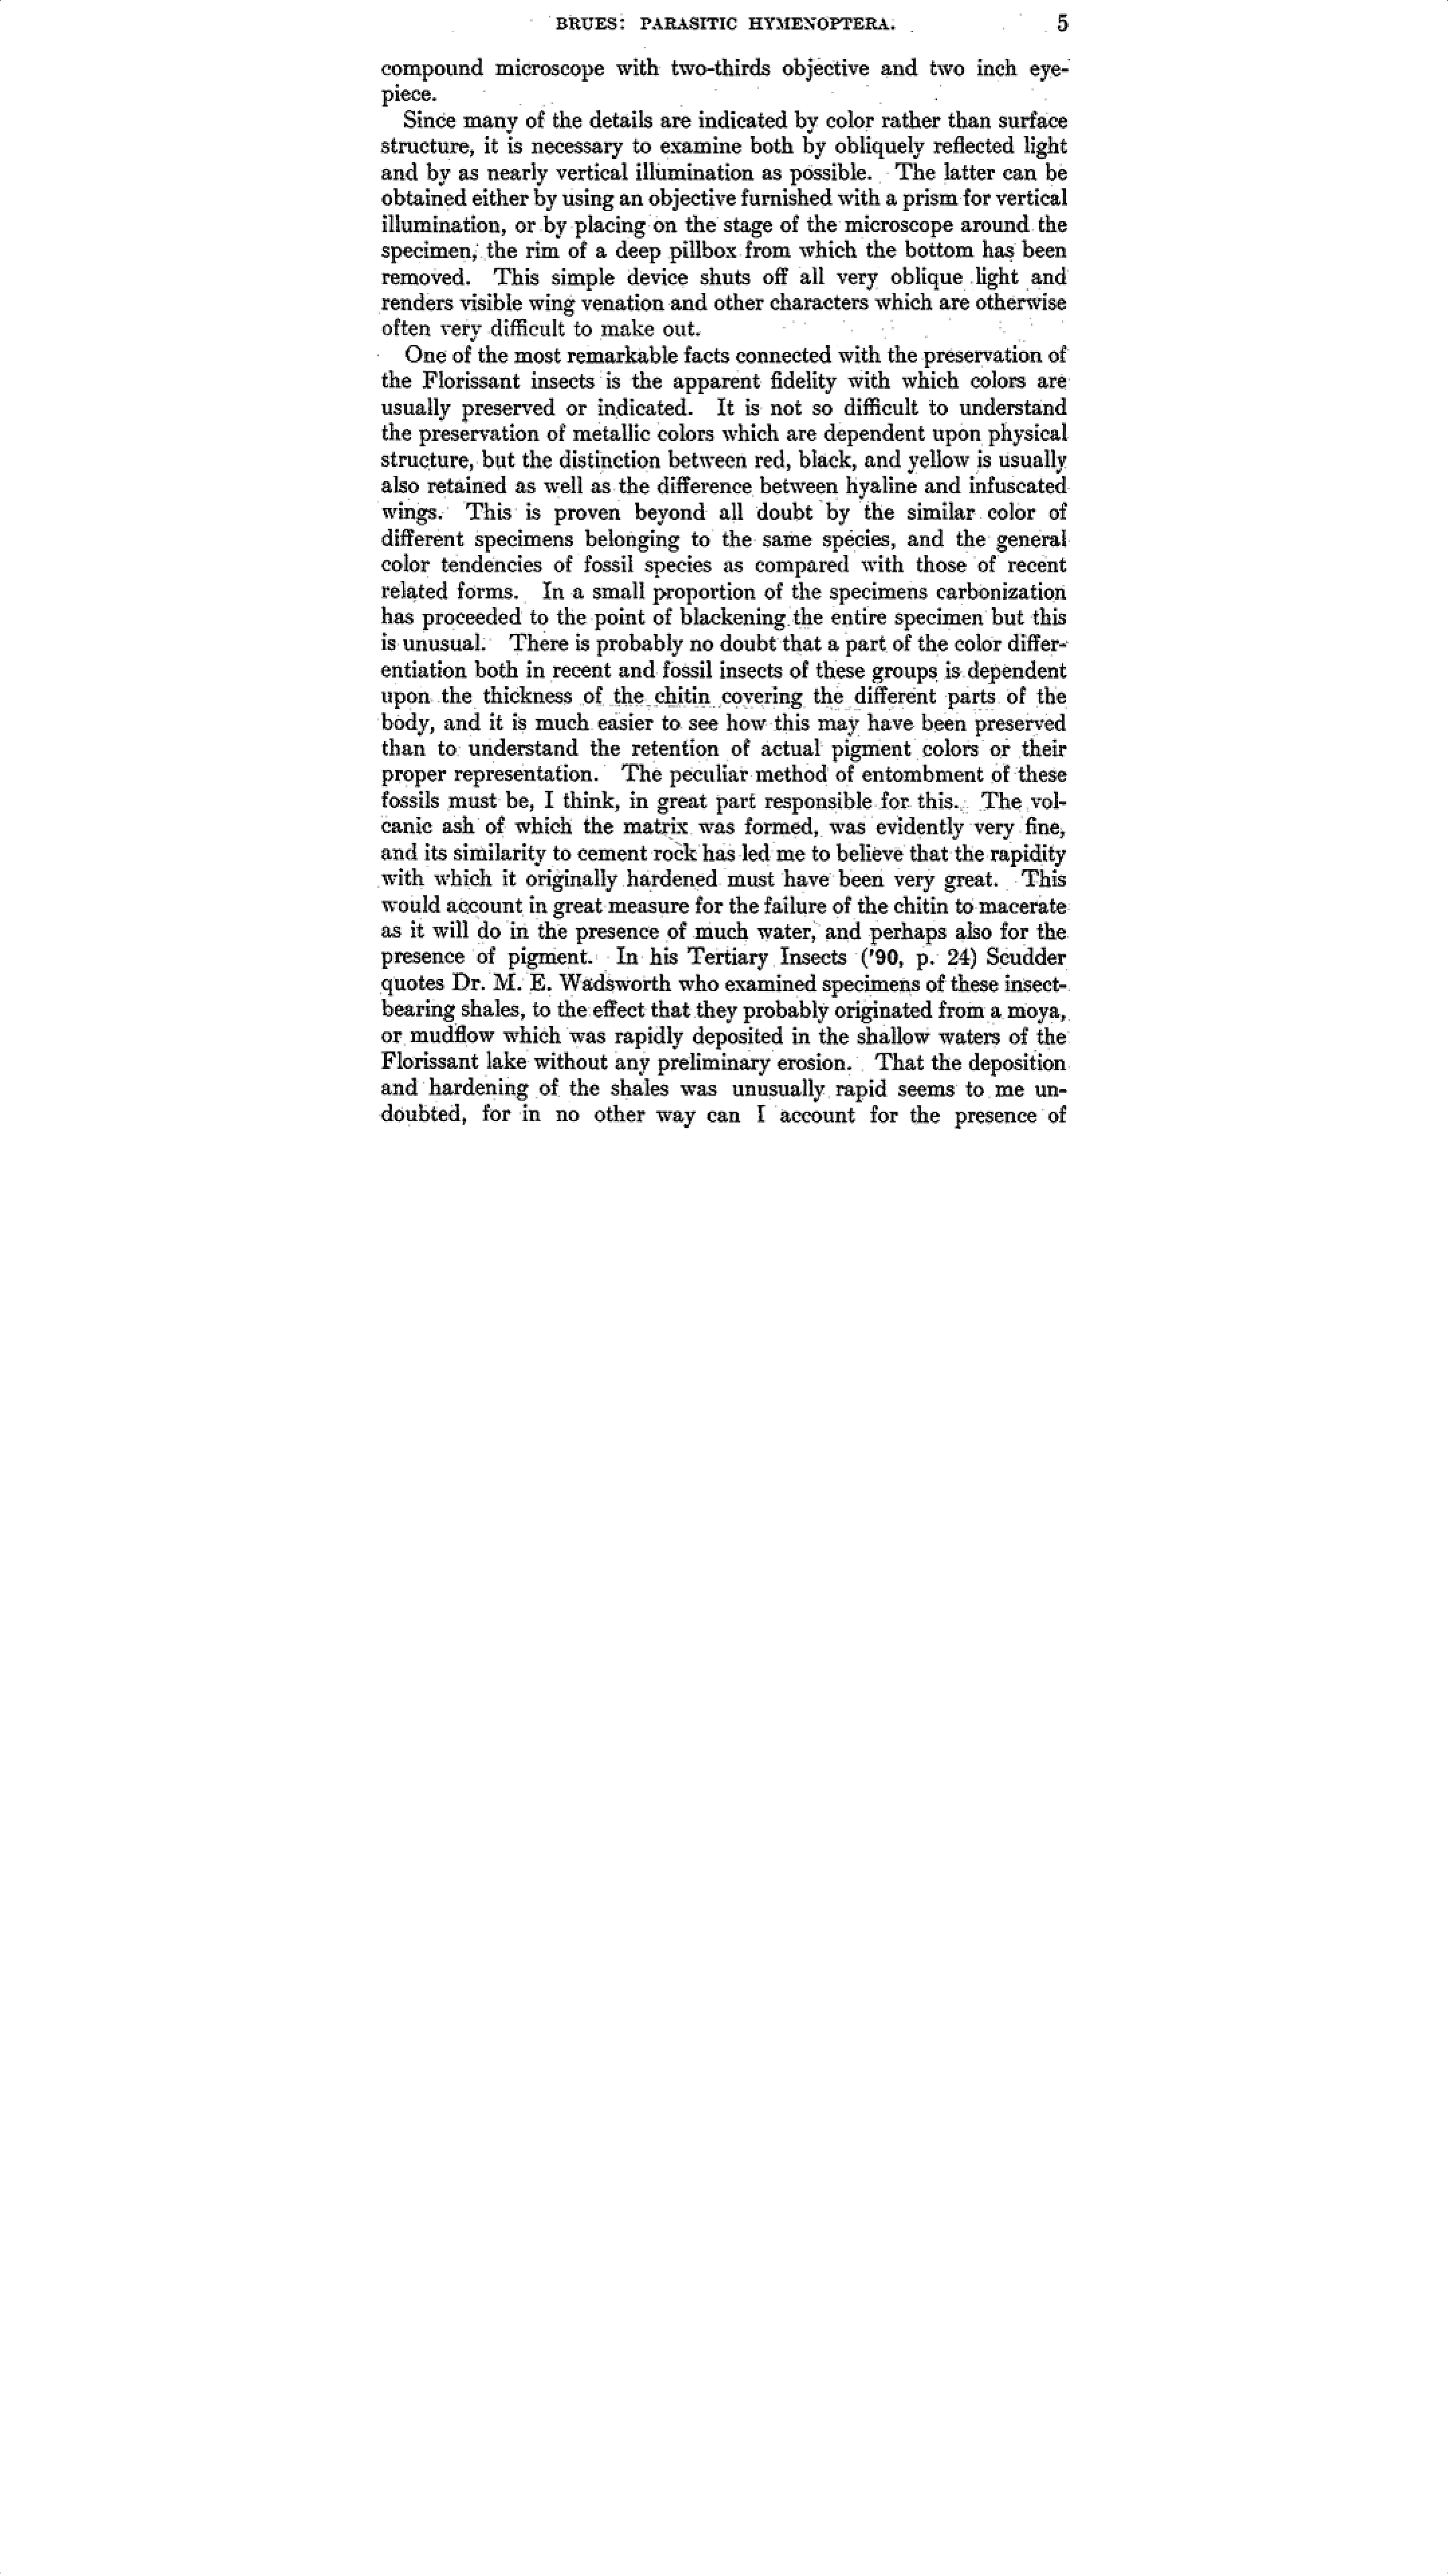 BRUES: PARASITIC HYMENOPTERA. 5
compound microscope with two-thirds objective and two inch eye-
piece.
Since many of the details are indicated by color rather than surface
structure, it is necessary to examine both by obliquely reflected light
and by as nearly vertical illumination as possible. The latter can be
obtained either by using an objective furnished with a prism for vertical
illumination, or by placing on the stage of the microscope around the
specimen, the rim of a deep pillbox from which the bottom has been
removed. This simple device shuts off all very oblique light and
renders visible wing venation and other characters which are otherwise
often very difficult to make out.
One of the most remarkable facts connected with the preservation of
the Florissant insects is the apparent fidelity with which colors are
usually preserved or indicated. It is not so difficult to understand
the preservation of metallic colors which are dependent upon physical
structure, but the distinction between red, black, and yellow is usually
also retained as well as the difference between hyaline and infuscated
wings. This is proven beyond all doubt by the similar color of
different specimens belonging to the same species, and the general
color tendencies of fossil species as compared with those of recent
related forms. In a small proportion of the specimens carbonization
has proceeded to the point of blackening the entire specimen but this
is unusual. There is probably no doubt that a part of the color differ-
entiation both in recent and fossil insects of these groups is dependent
upon the thickness of the chitin covering the different parts of the
body, and it is much easier to see how this may have been preserved
than to understand the retention of actual pigment colors or their
proper representation. The peculiar method of entombment of these
fossils must be, I think, in great part responsible for this. The vol-
canic ash of which the matrix was formed, was evidently very fine,
and its similarity to cement rock has led me to believe that the rapidity
with which it originally hardened must have been very great. This
would account in great measure for the failure of the chitin to macerate
as it will do in the presence of much water, and perhaps also for the
presence of pigment. In his Tertiary Insects ('90, p. 24) Scudder
quotes Dr. M. E. Wadsworth who examined specimens of these insect-
bearing shales, to the effect that they probably originated from a moya,
or mudflow which was rapidly deposited in the shallow waters of the
Florissant lake without any preliminary erosion. That the deposition
and hardening of the shales was unusually rapid seems to me un-
doubted, for in no other way can I account for the presence of